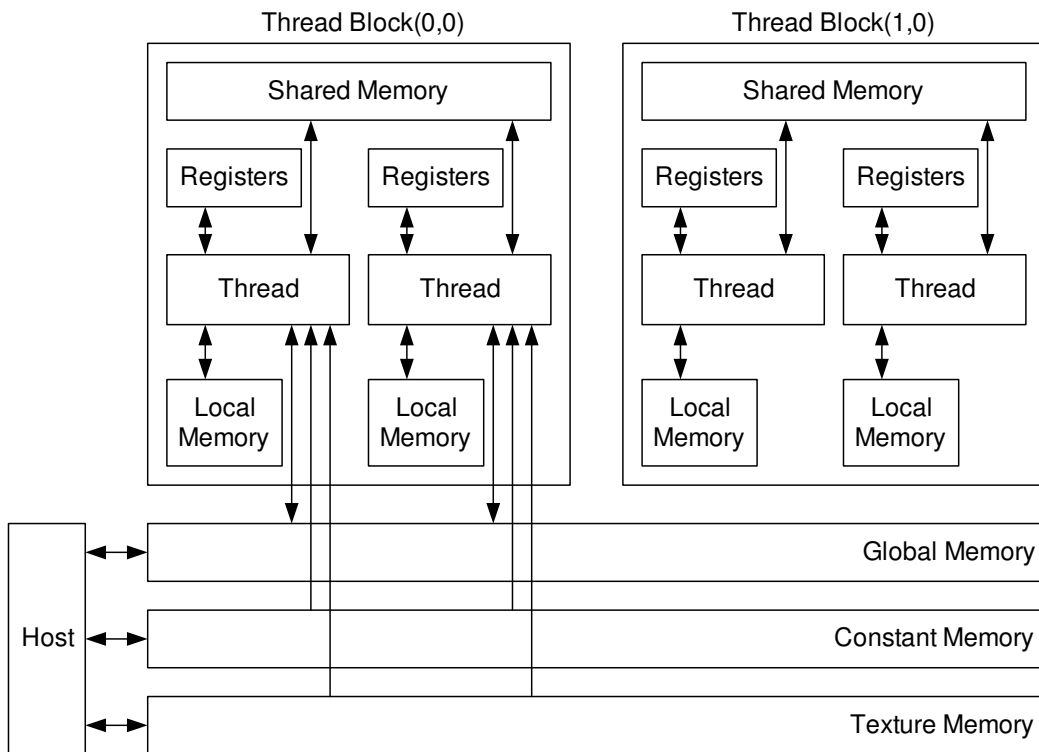 Thread Block(0,0)
Thread Block(1,0)
Shared Memory
Shared Memory
Registers
Registers
Registers
Registers
Thread
Thread
Thread
Thread
Local
Memory
Local
Memory
Local
Memory
Local
Memory
Host
Global Memory
Constant Memory
Texture Memory